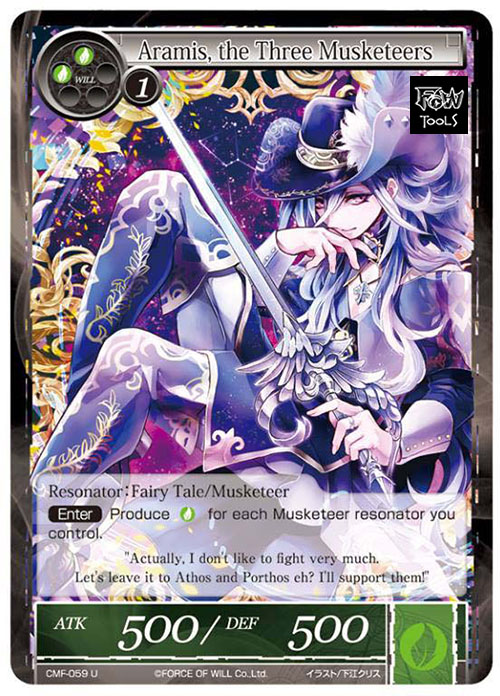 Aramis, the Three Musketeers
WILL
1
FOW
TOOLS
Resonator:Fairy Tale/Musketeer
Enter Produce for each Musketeer resonator you
control.
"Actually, I don't like to fight very much.
Let's leave it to Athos and Porthos eh? I'll support them!"
ATK 500/ DEF 500
CMF-059 U ©FORCE OF WILL Co.,Ltd. イラスト/下江クリス